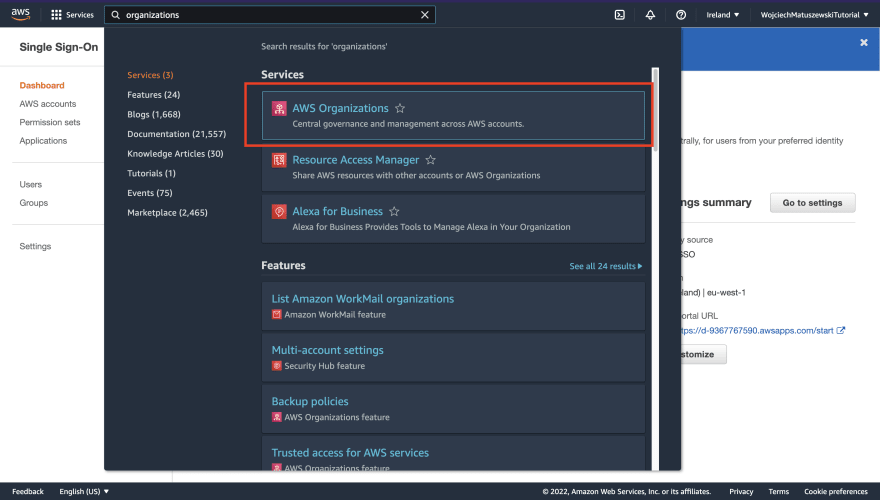 aws
Services
organizations
Ireland
WojciechMatuszewskiTutorial
Single Sign-On
Dashboard
AWS accounts
Permission sets
Applications
Users
Groups
Settings
Search results for 'organizations'
Services (3)
Features (24)
Blogs (1,668)
Documentation (21,557)
Knowledge Articles (30)
Tutorials (1)
Events (75)
Marketplace (2,465)
Services
AWS Organizations
Central governance and management across AWS accounts.
Resource Access Manager
Share AWS resources with other accounts or AWS Organizations
Alexa for Business
Alexa for Business Provides Tools to Manage Alexa in Your Organization
Features
See all 24 results
List Amazon WorkMail organizations
Amazon WorkMail feature
Multi-account settings
Security Hub feature
Backup policies
AWS Organizations feature
Trusted access for AWS services
AWS Organizations feature
trally, for users from your preferred identity
ngs summary
Go to settings
y source
SSO
land) | eu-west-1
ortal URL
tps://d-9367767590.awsapps.com/start
stomize
Feedback
English (US)
© 2022, Amazon Web Services, Inc. or its affiliates.
Privacy
Terms
Cookie preferences